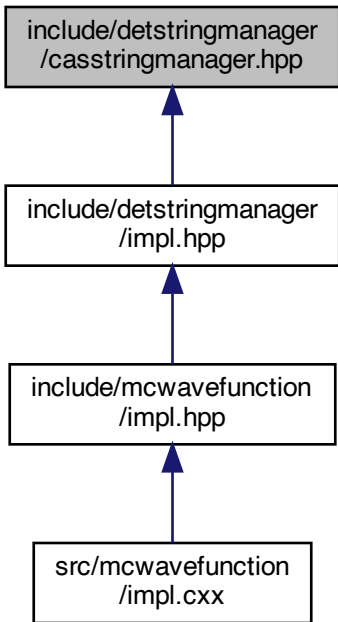 include/detstringmanager
/casstringmanager.hpp
include/detstringmanager
/impl.hpp
include/mcwavefunction
/impl.hpp
src/mcwavefunction
/impl.cxx